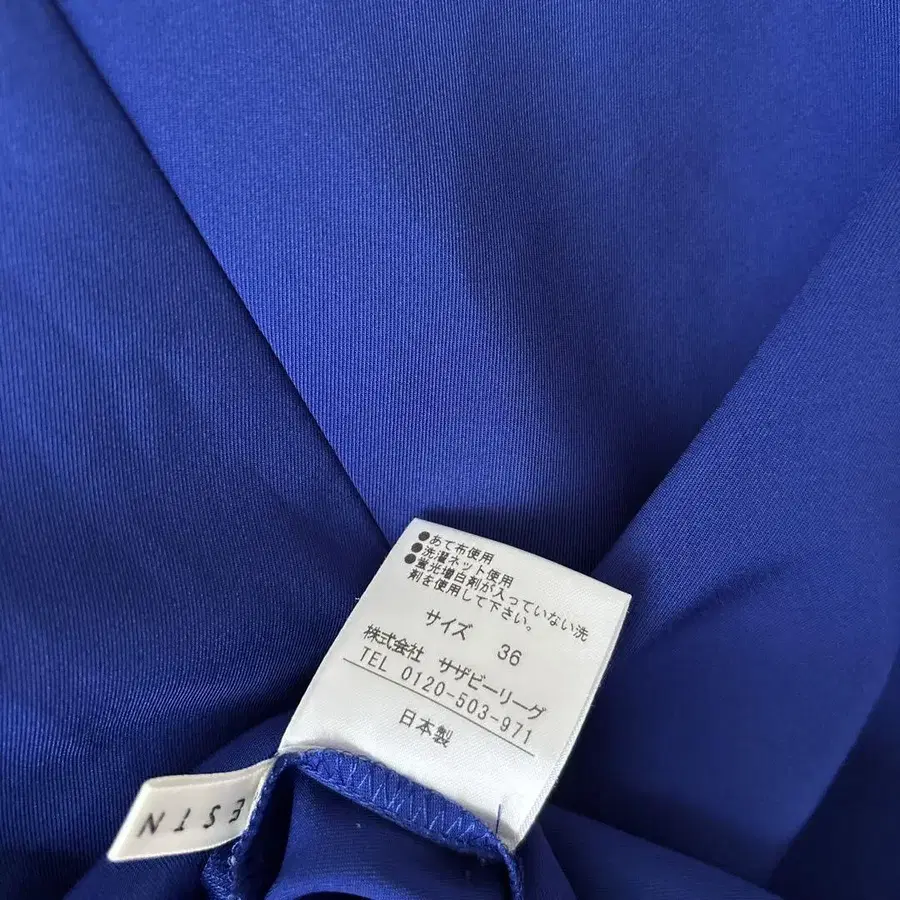 ●あて布使用
●洗濯ネット使用
●蛍光増白剤が入っていない洗
剤を使用して下さい。
サイズ 36
株式会社 サザビーリーグ
TEL 0120-503-971
日本製
ESTN